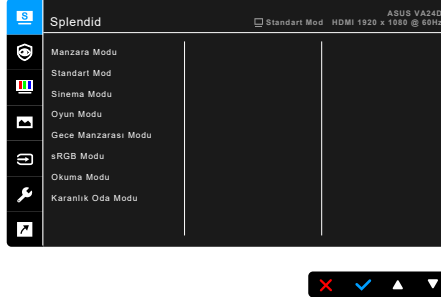 S
ASUS VA24D
Splendid
Standart Mod HDMI 1920 x 1080 @ 60Hz
Manzara Modu
Standart Mod
Sinema Modu
Oyun Modu
Gece Manzarası Modu
sRGB Modu
Okuma Modu
Karanlık Oda Modu